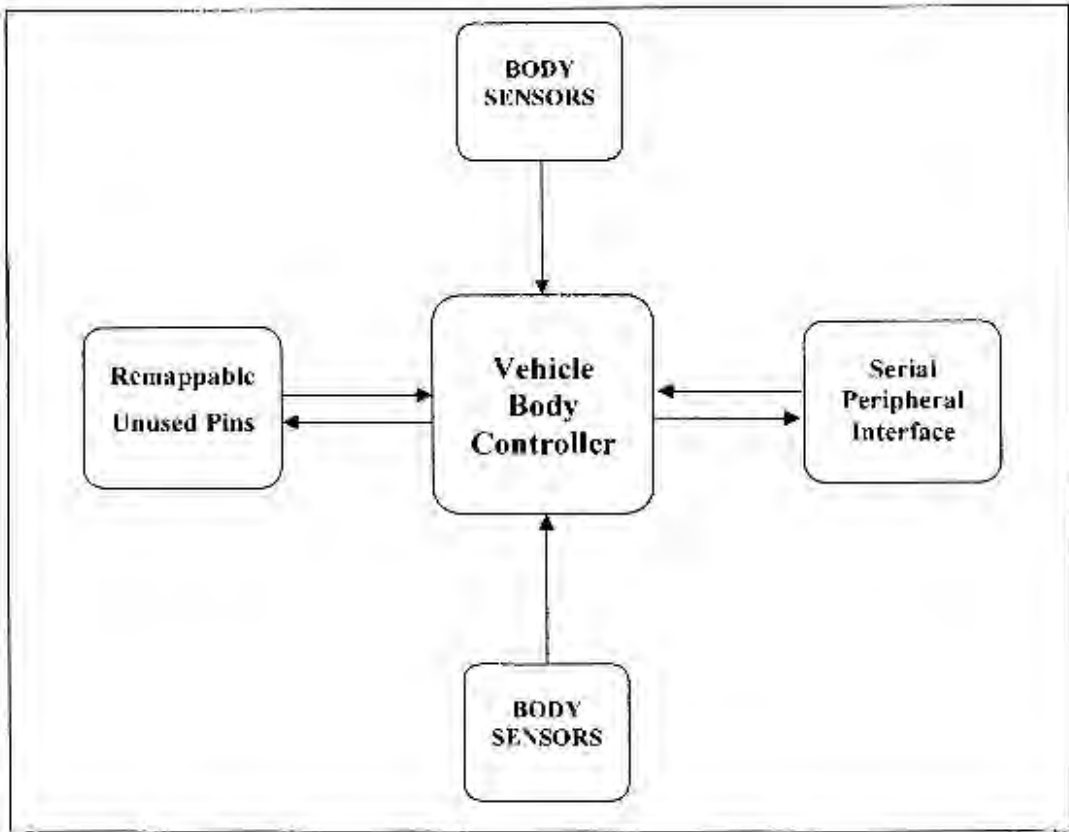 BODY
SENSORS
Remappable
Unused Pins
Vehicle
Body
Controller
Serial
Peripheral
Interface
BODY
SENSORS